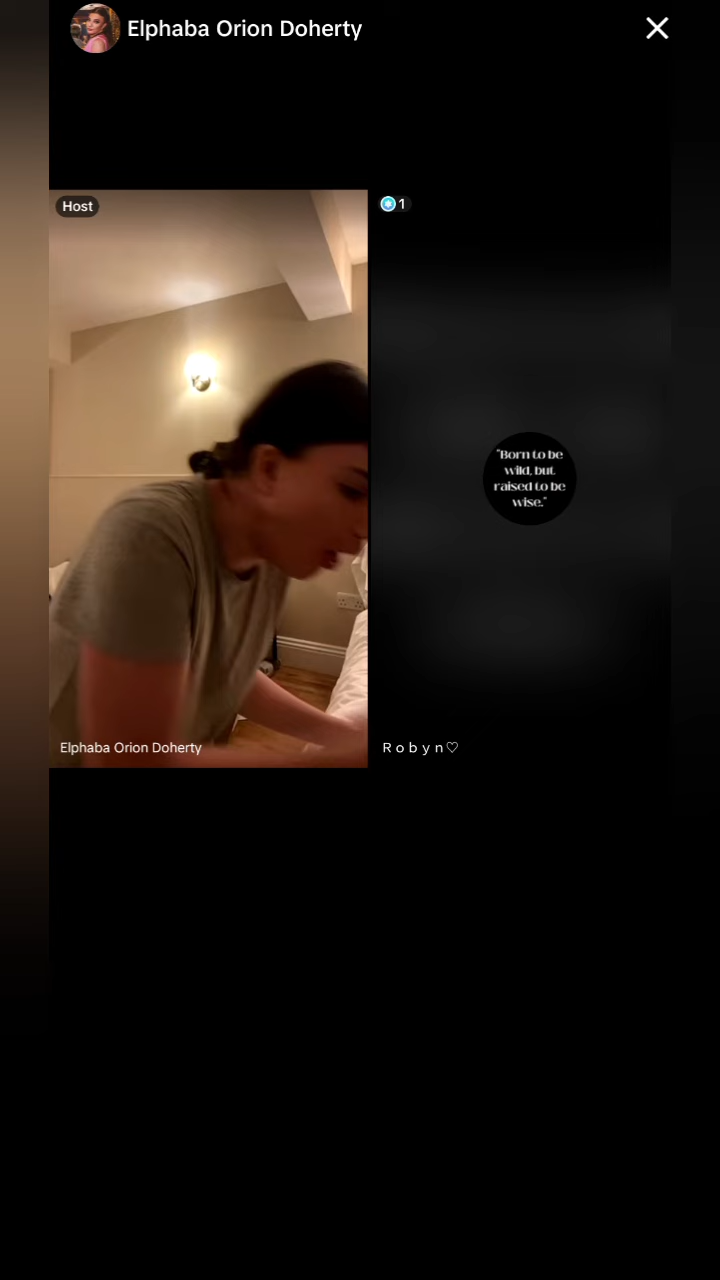 Elphaba Orion Doherty
Host
1
"Born to be
wild, but
raised to be
wise."
Elphaba Orion Doherty
R o b y n♡